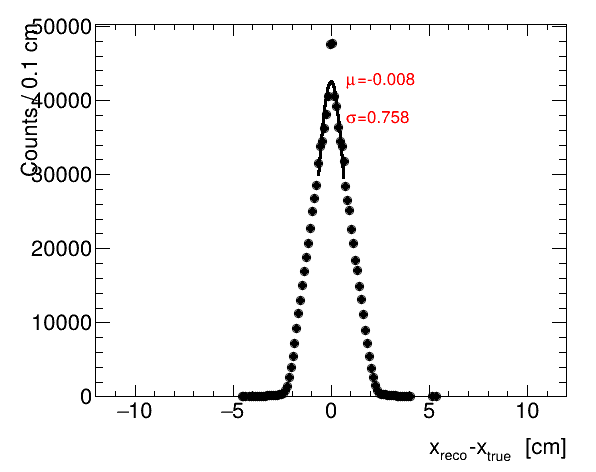 Counts / 0.1 cm
50000
40000
30000
20000
10000
0
μ=-0.008
σ=0.758
−10 −5 0 5 10
x_reco-x_true [cm]